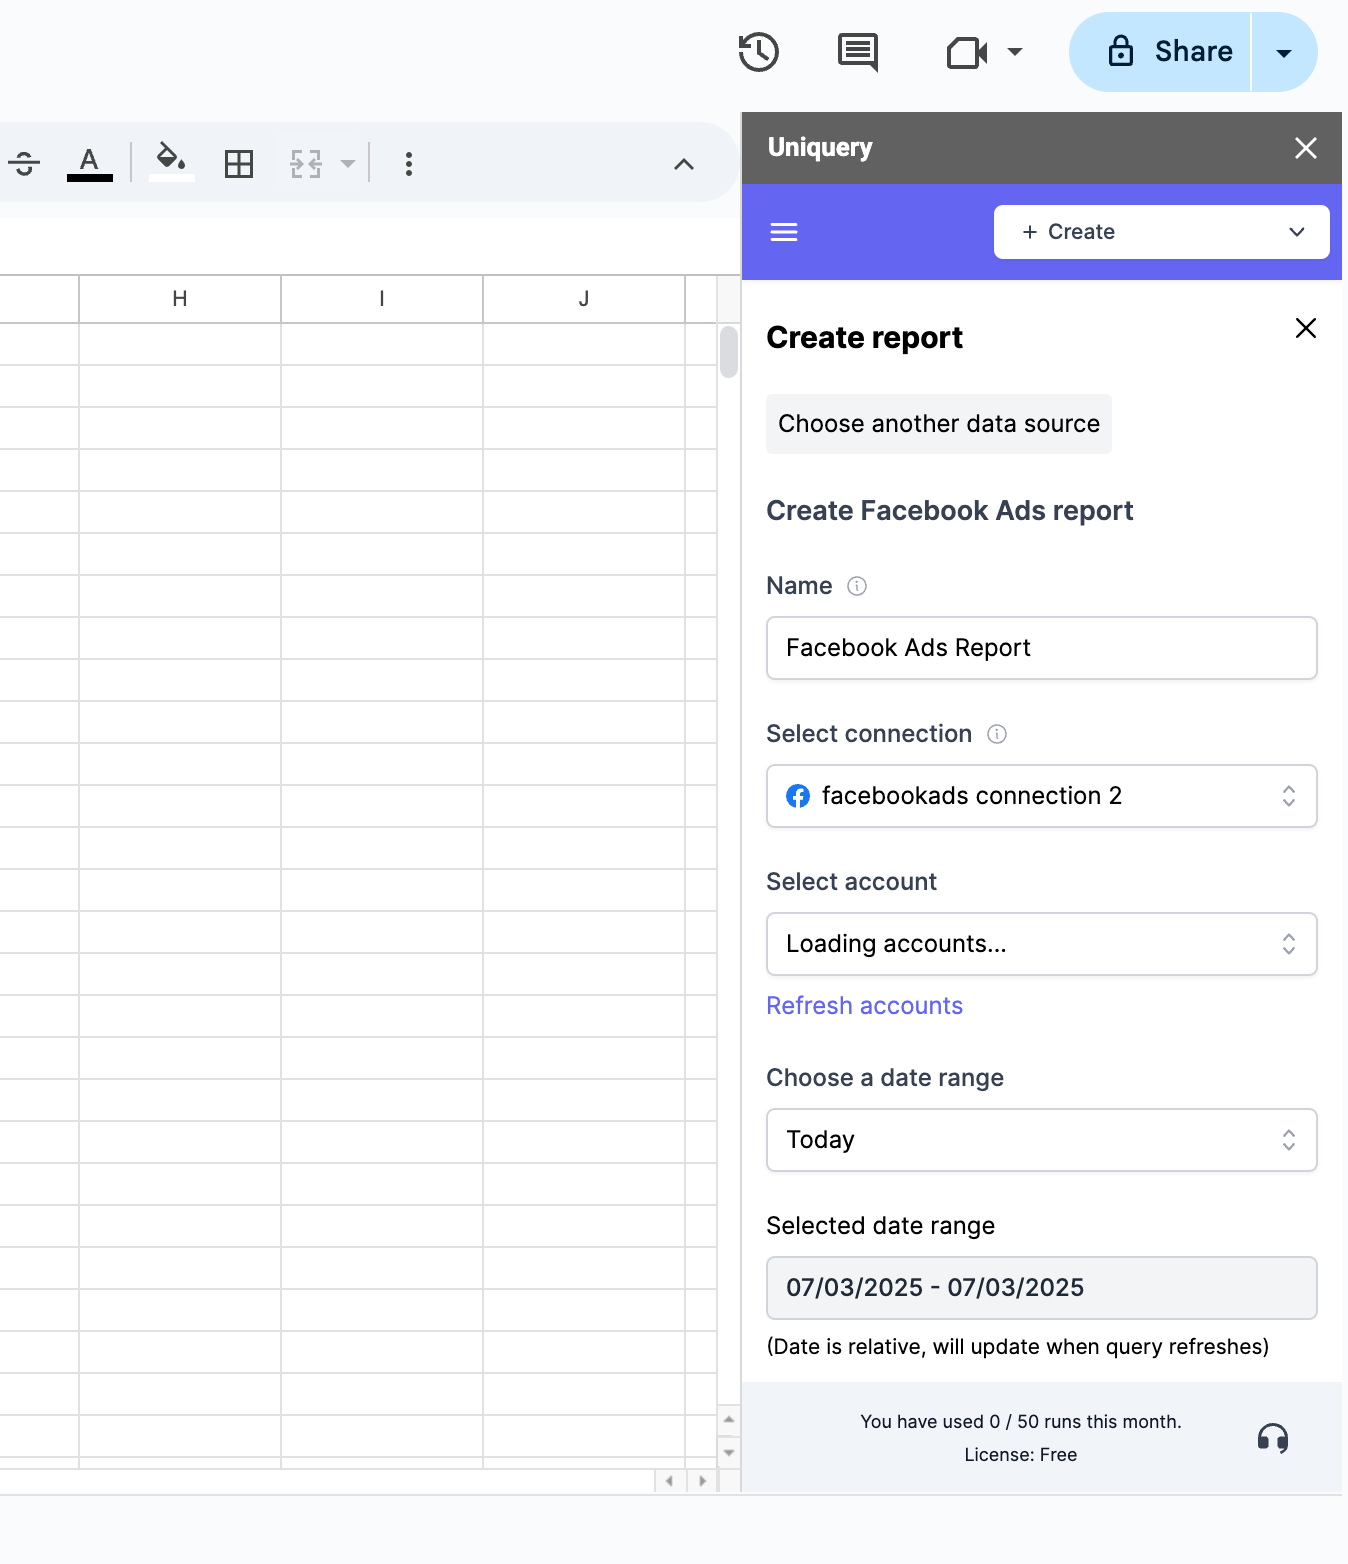 Share
A
Uniquery
+ Create
H
I
J
Create report
Choose another data source
Create Facebook Ads report
Name
Facebook Ads Report
Select connection
facebookads connection 2
Select account
Loading accounts...
Refresh accounts
Choose a date range
Today
Selected date range
07/03/2025 - 07/03/2025
(Date is relative, will update when query refreshes)
You have used 0 / 50 runs this month.
License: Free